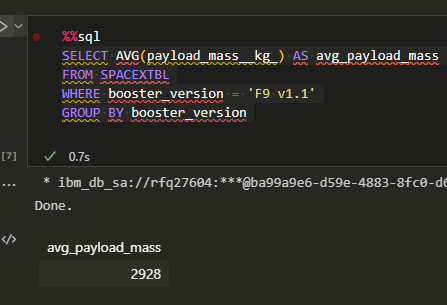 %%sql
SELECT AVG(payload_mass__kg_) AS avg_payload_mass
FROM SPACEXTBL
WHERE booster_version = 'F9 v1.1'
GROUP BY booster_version
[7]
0.7s
* ibm_db_sa://rfq27604:***@ba99a9e6-d59e-4883-8fc0-d6
Done.
avg_payload_mass
2928